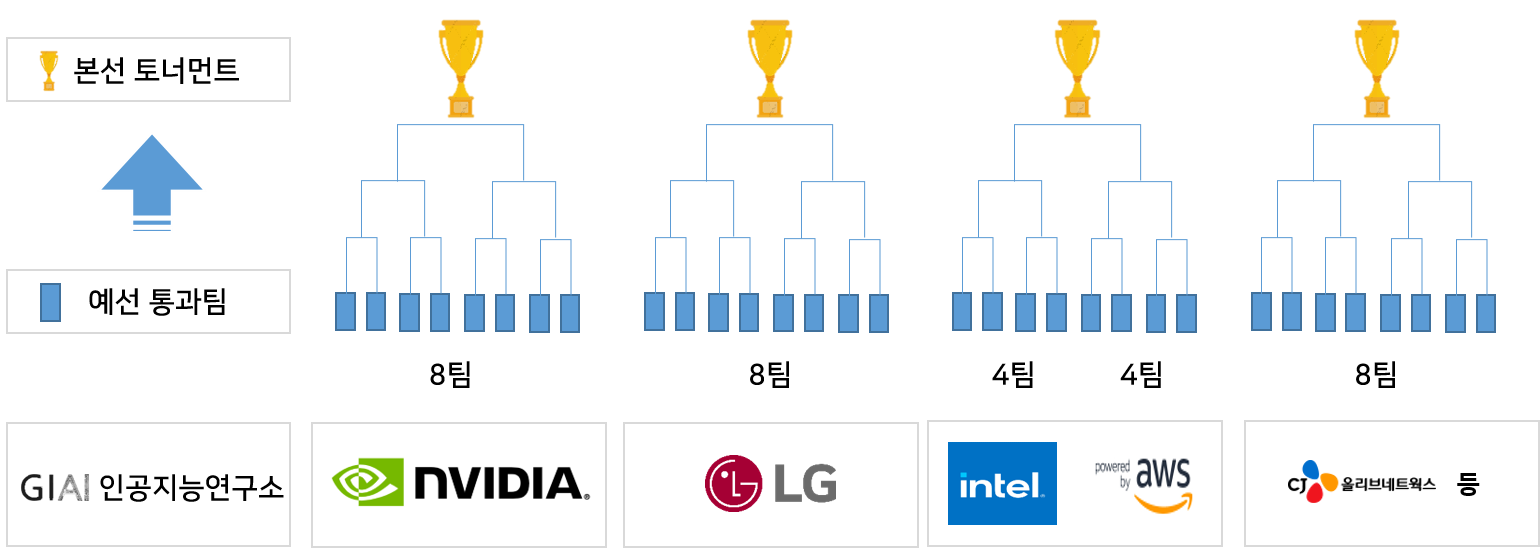 본선 토너먼트
예선 통과팀
8팀
8팀
4팀
4팀
8팀
GIAI 인공지능연구소
NVIDIA.
LG
intel.
powered by aws
CJ 올리브네트웍스 등